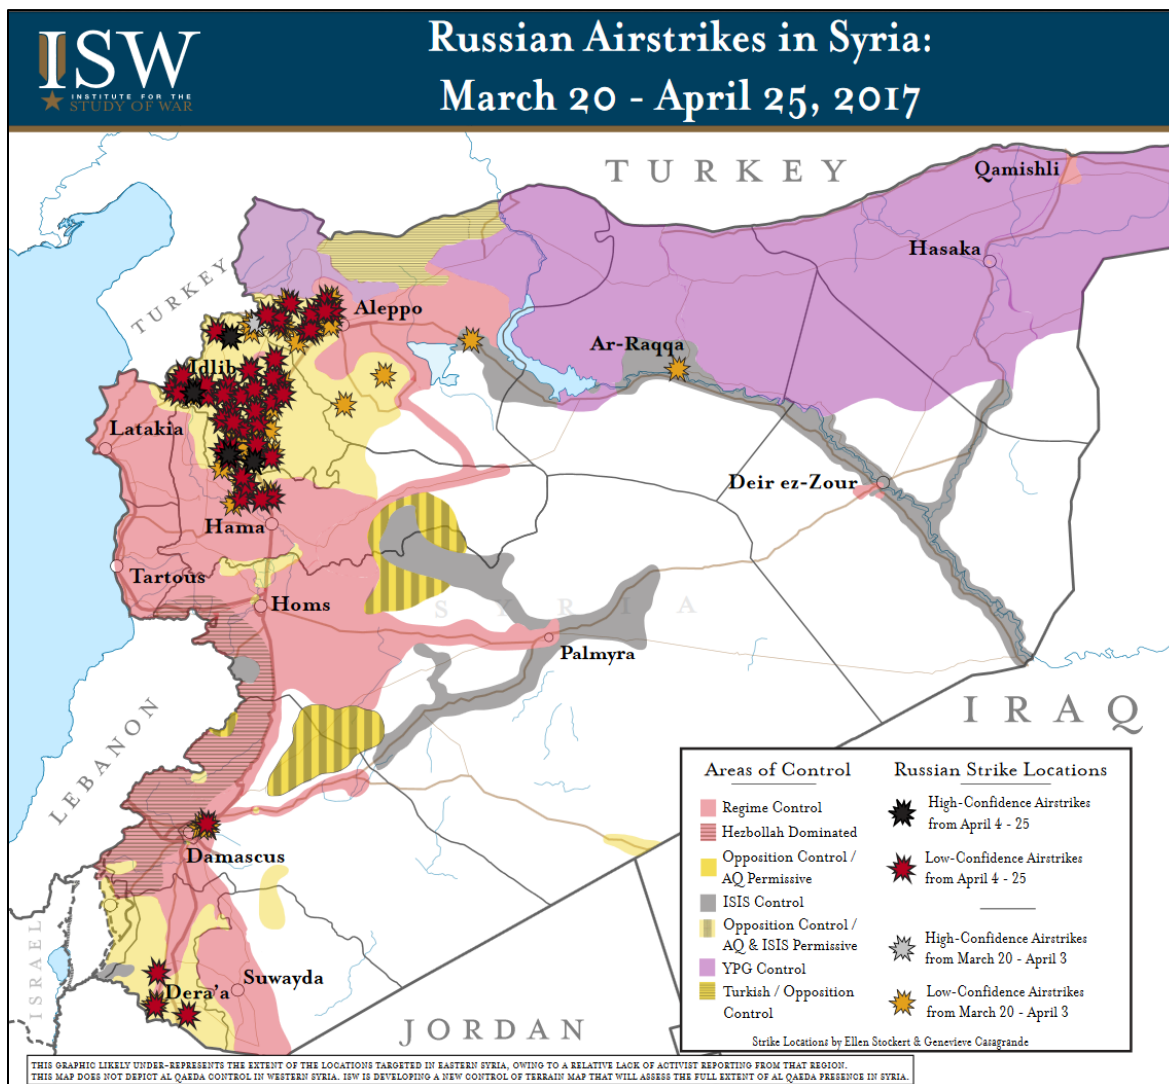 ISW
INSTITUTE FOR THE
STUDY OF WAR
Russian Airstrikes in Syria:
March 20 - April 25, 2017
TURKEY
Qamishli
Hasaka
TURKEY
Aleppo
Ar-Raqqa
Idlib
Latakia
Deir ez-Zour
Hama
Tartous
Homs
SYRIA
Palmyra
IRAQ
LEBANON
Damascus
ISRAEL
Dera'a
Suwayda
JORDAN
Areas of Control
Regime Control
Hezbollah Dominated
Opposition Control /
AQ Permissive
ISIS Control
Opposition Control /
AQ & ISIS Permissive
YPG Control
Turkish / Opposition
Control
Russian Strike Locations
High-Confidence Airstrikes
from April 4 - 25
Low-Confidence Airstrikes
from April 4 - 25
High-Confidence Airstrikes
from March 20 - April 3
Low-Confidence Airstrikes
from March 20 - April 3
Strike Locations by Ellen Stockert & Genevieve Casagrande
THIS GRAPHIC LIKELY UNDER-REPRESENTS THE EXTENT OF THE LOCATIONS TARGETED IN EASTERN SYRIA, OWING TO A RELATIVE LACK OF ACTIVIST REPORTING FROM THAT REGION.
THIS MAP DOES NOT DEPICT AL QAEDA CONTROL IN WESTERN SYRIA. ISW IS DEVELOPING A NEW CONTROL OF TERRAIN MAP THAT WILL ASSESS THE FULL EXTENT OF AL QAEDA PRESENCE IN SYRIA.